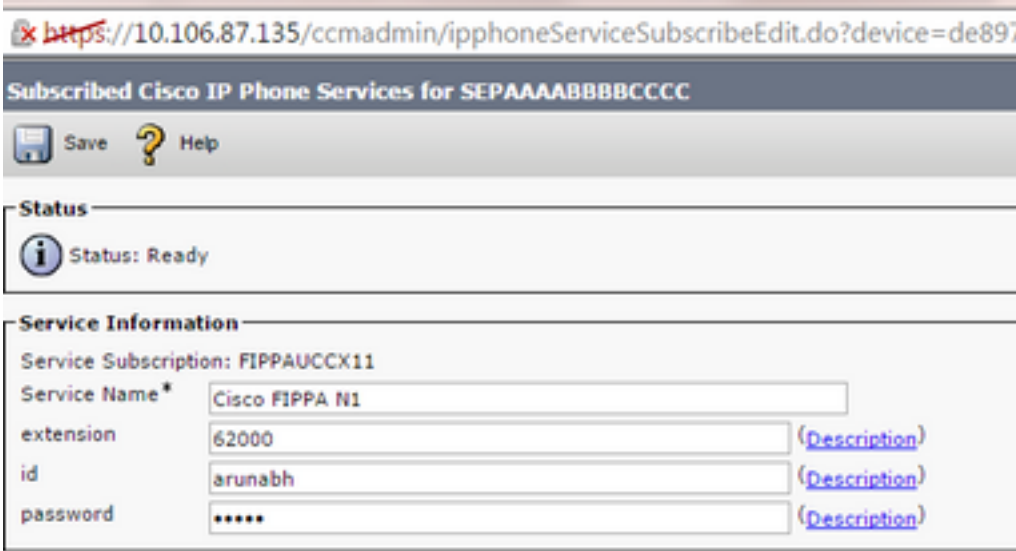 https://10.106.87.135/ccmadmin/ipphoneServiceSubscribeEdit.do?device=de897
Subscribed Cisco IP Phone Services for SEPAAAABBBBCCCC
Save Help
Status
Status: Ready
Service Information
Service Subscription: FIPPAUCCX11
Service Name* Cisco FIPPA N1
extension 62000 (Description)
id arunabh (Description)
password ••••• (Description)